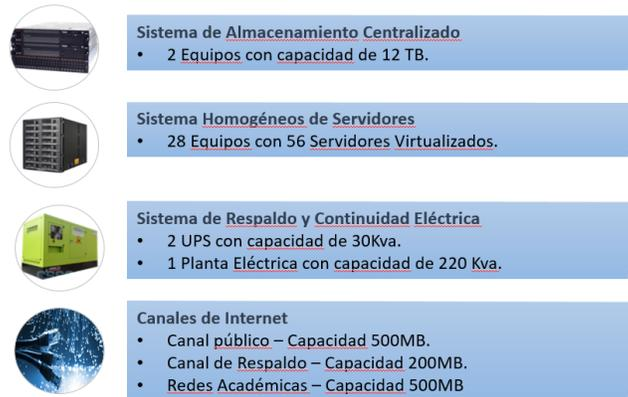 Sistema de Almacenamiento Centralizado
• 2 Equipos con capacidad de 12 TB.
Sistema Homogéneos de Servidores
• 28 Equipos con 56 Servidores Virtualizados.
Sistema de Respaldo y Continuidad Eléctrica
• 2 UPS con capacidad de 30Kva.
• 1 Planta Eléctrica con capacidad de 220 Kva.
Canales de Internet
• Canal público – Capacidad 500MB.
• Canal de Respaldo – Capacidad 200MB.
• Redes Académicas – Capacidad 500MB